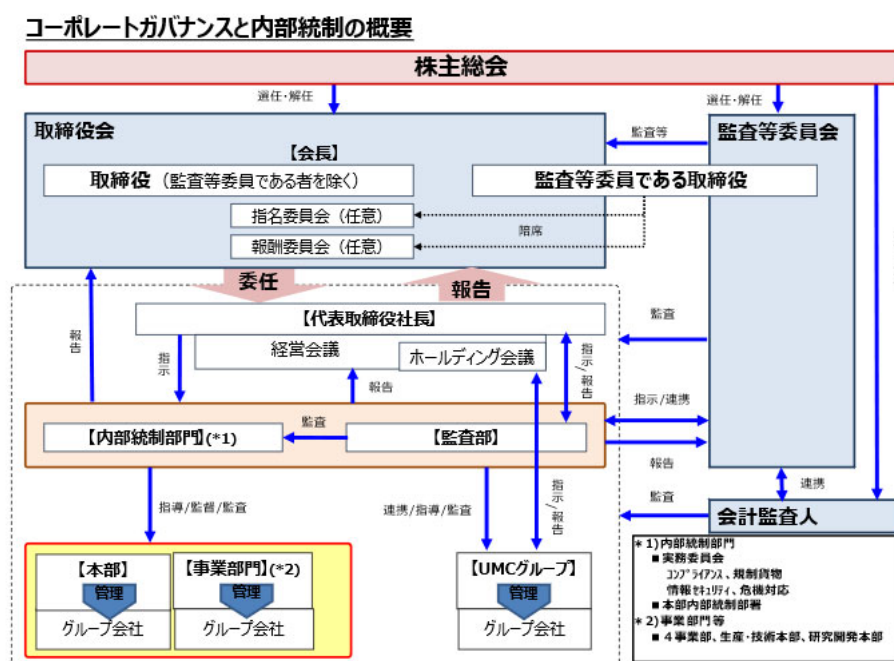 コーポレートガバナンスと内部統制の概要
株主総会
選任・解任
選任・解任
取締役会
【会長】
監査等
監査等委員会
取締役（監査等委員である者を除く）
監査等委員である取締役
指名委員会（任意）
陪席
報酬委員会（任意）
委任
報告
【代表取締役社長】
監査
報告
指示
経営会議
ホールディング会議
指示/報告
報告
指示/連携
【内部統制部門】(*1)
監査
【監査部】
報告
指導/監督/監査
連携/指導/監査
指示/報告
連携
監査
会計監査人
【本部】
【事業部門】(*2)
【UMCグループ】
管理
管理
管理
グループ会社
グループ会社
グループ会社
*1)内部統制部門
■実務委員会
コンプライアンス、規制貨物
情報セキュリティ、危機対応
■本部内部統制部署
*2)事業部門等
■４事業部、生産・技術本部、研究開発本部